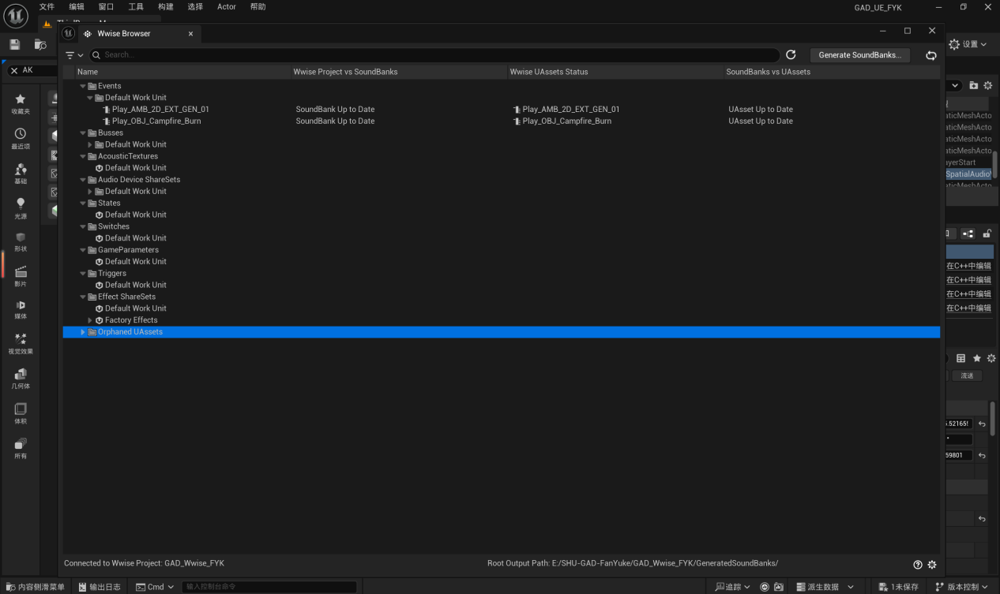 文件 编辑 窗口 工具 构建 选择 Actor 帮助
GAD_UE_FYK
Wwise Browser
设置
AK
Search...
Generate SoundBanks...
Name
Wwise Project vs SoundBanks
Wwise UAssets Status
SoundBanks vs UAssets
Events
Default Work Unit
Play_AMB_2D_EXT_GEN_01 SoundBank Up to Date Play_AMB_2D_EXT_GEN_01 UAsset Up to Date
Play_OBJ_Campfire_Burn SoundBank Up to Date Play_OBJ_Campfire_Burn UAsset Up to Date
Busses
Default Work Unit
AcousticTextures
Default Work Unit
Audio Device ShareSets
Default Work Unit
States
Default Work Unit
Switches
Default Work Unit
GameParameters
Default Work Unit
Triggers
Default Work Unit
Effect ShareSets
Default Work Unit
Factory Effects
Orphaned UAssets
收藏夹
最近项
基础
光源
形状
影片
媒体
视觉效果
几何体
体积
所有
aticMeshActo
aticMeshActo
aticMeshActo
aticMeshActo
ayerStart
SpatialAudio
aticMeshActo
在C++中编辑
在C++中编辑
在C++中编辑
在C++中编辑
流送
.52165
59801
Connected to Wwise Project: GAD_Wwise_FYK
Root Output Path: E:/SHU-GAD-FanYuke/GAD_Wwise_FYK/GeneratedSoundBanks/
内容侧滑菜单 输出日志 Cmd 输入控制台命令 追踪 派生数据 1未保存 版本控制